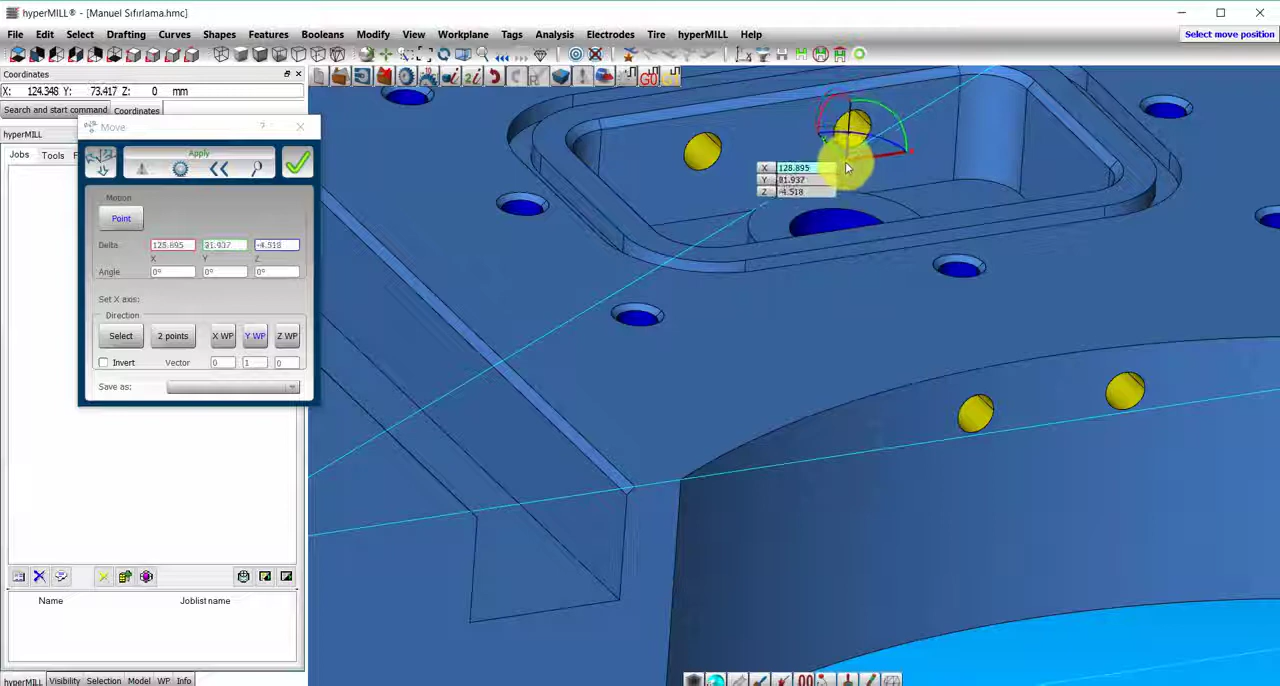 hyperMILL® - [Manuel Sıfırlama.hmc]
File Edit Select Drafting Curves Shapes Features Booleans Modify View Workplane Tags Analysis Electrodes Tire hyperMILL Help
Select move position
Coordinates
X: 124.348 Y: 73.417 Z: 0 mm
Search and start command Coordinates
hyperMILL
Move
Jobs Tools
Apply
Motion
Point
Delta 128.895 81.937 -4.518
X Y Z
Angle 0° 0° 0°
Set X axis:
Direction
Select 2 points X WP Y WP Z WP
Invert Vector 0 1 0
Save as:
X 128.895
Y 81.937
Z -4.518
G0
Name Joblist name
hyperMILL Visibility Selection Model WP Info